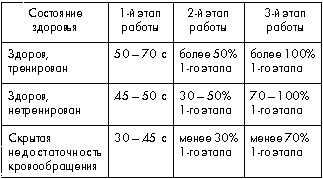 Состояние здоровья | 1-й этап работы | 2-й этап работы | 3-й этап работы
Здоров, тренирован | 50 – 70 с | более 50% 1-го этапа | более 100% 1-го этапа
Здоров, нетренирован | 45 – 50 с | 30 – 50% 1-го этапа | 70 – 100% 1-го этапа
Скрытая недостаточность кровообращения | 30 – 45 с | менее 30% 1-го этапа | менее 70% 1-го этапа